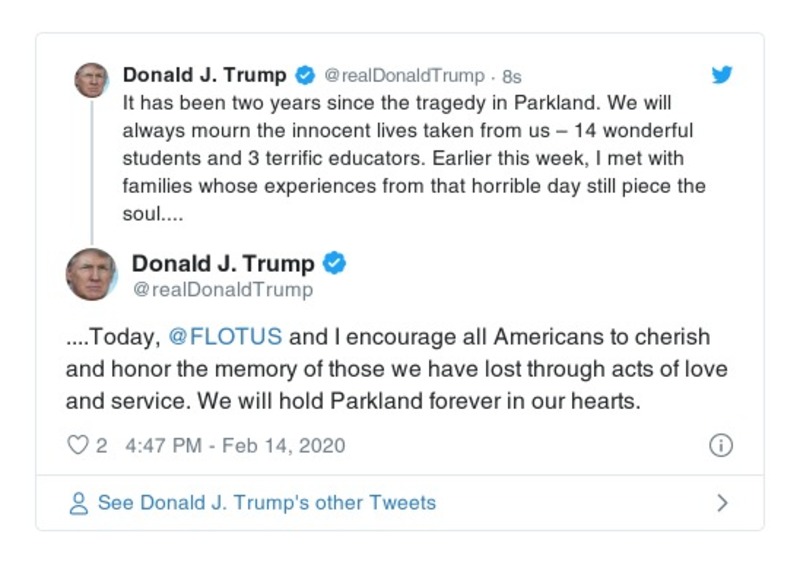 Donald J. Trump @realDonaldTrump · 8s
It has been two years since the tragedy in Parkland. We will
always mourn the innocent lives taken from us – 14 wonderful
students and 3 terrific educators. Earlier this week, I met with
families whose experiences from that horrible day still piece the
soul....
Donald J. Trump
@realDonaldTrump
....Today, @FLOTUS and I encourage all Americans to cherish
and honor the memory of those we have lost through acts of love
and service. We will hold Parkland forever in our hearts.
2 4:47 PM - Feb 14, 2020
See Donald J. Trump's other Tweets